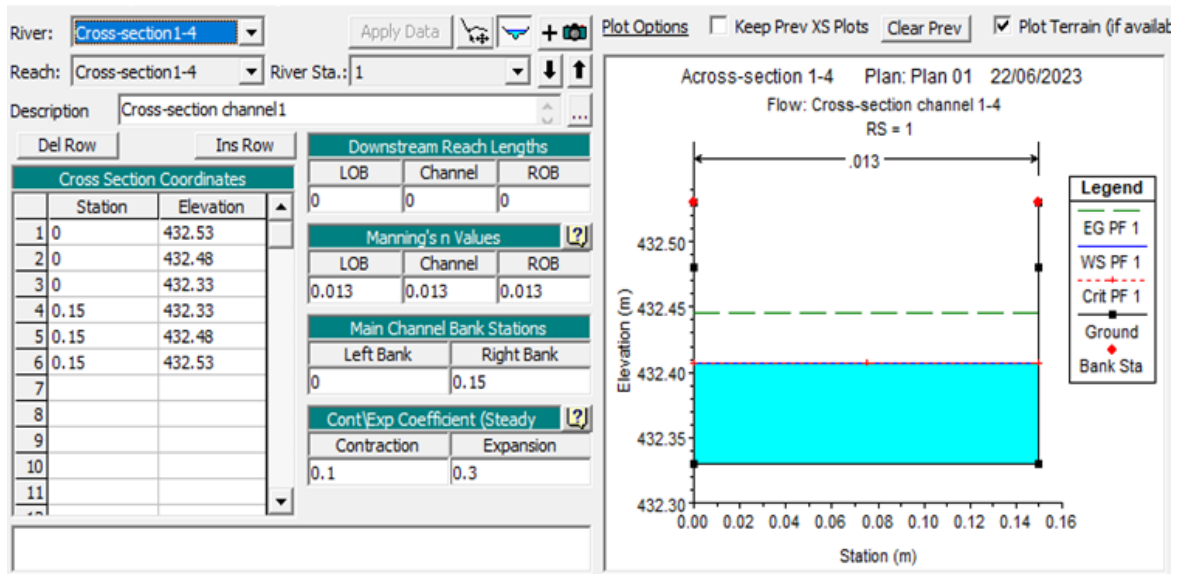 River: Cross-section1-4 Apply Data +
Reach: Cross-section1-4 River Sta.: 1
Description Cross-section channel1 ...
Del Row Ins Row
Cross Section Coordinates
Station Elevation
1 0 432.53
2 0 432.48
3 0 432.33
4 0.15 432.33
5 0.15 432.48
6 0.15 432.53
7
8
9
10
11
Downstream Reach Lengths
LOB Channel ROB
0 0 0
Manning's n Values ?
LOB Channel ROB
0.013 0.013 0.013
Main Channel Bank Stations
Left Bank Right Bank
0 0.15
Cont\Exp Coefficient (Steady ?
Contraction Expansion
0.1 0.3
Plot Options Keep Prev XS Plots Clear Prev Plot Terrain (if availab
Across-section 1-4 Plan: Plan 01 22/06/2023
Flow: Cross-section channel 1-4
RS = 1
.013
432.50
432.45
432.40
432.35
432.30
Elevation (m)
0.00 0.02 0.04 0.06 0.08 0.10 0.12 0.14 0.16
Station (m)
Legend
EG PF 1
WS PF 1
Crit PF 1
Ground
Bank Sta